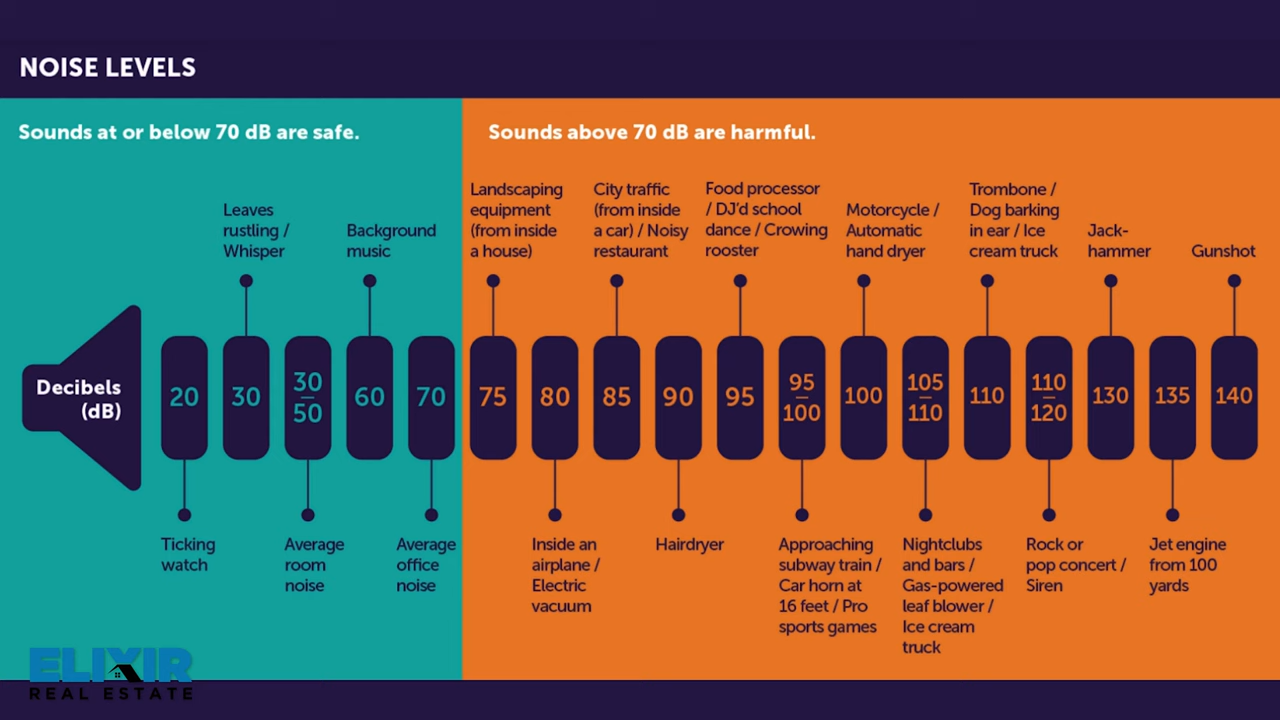 NOISE LEVELS
Sounds at or below 70 dB are safe.
Sounds above 70 dB are harmful.
Leaves
rustling /
Whisper
Background
music
Landscaping
equipment
(from inside
a house)
City traffic
(from inside
a car) / Noisy
restaurant
Food processor
/ DJ'd school
dance / Crowing
rooster
Motorcycle /
Automatic
hand dryer
Trombone /
Dog barking
in ear / Ice
cream truck
Jack-
hammer
Gunshot
Decibels
(dB)
20
30
30
50
60
70
75
80
85
90
95
95
100
100
105
110
110
110
120
130
135
140
Ticking
watch
Average
room
noise
Average
office
noise
Inside an
airplane /
Electric
vacuum
Hairdryer
Approaching
subway train /
Car horn at
16 feet / Pro
sports games
Nightclubs
and bars /
Gas-powered
leaf blower /
Ice cream
truck
Rock or
pop concert /
Siren
Jet engine
from 100
yards
ELIXIR
REAL ESTATE